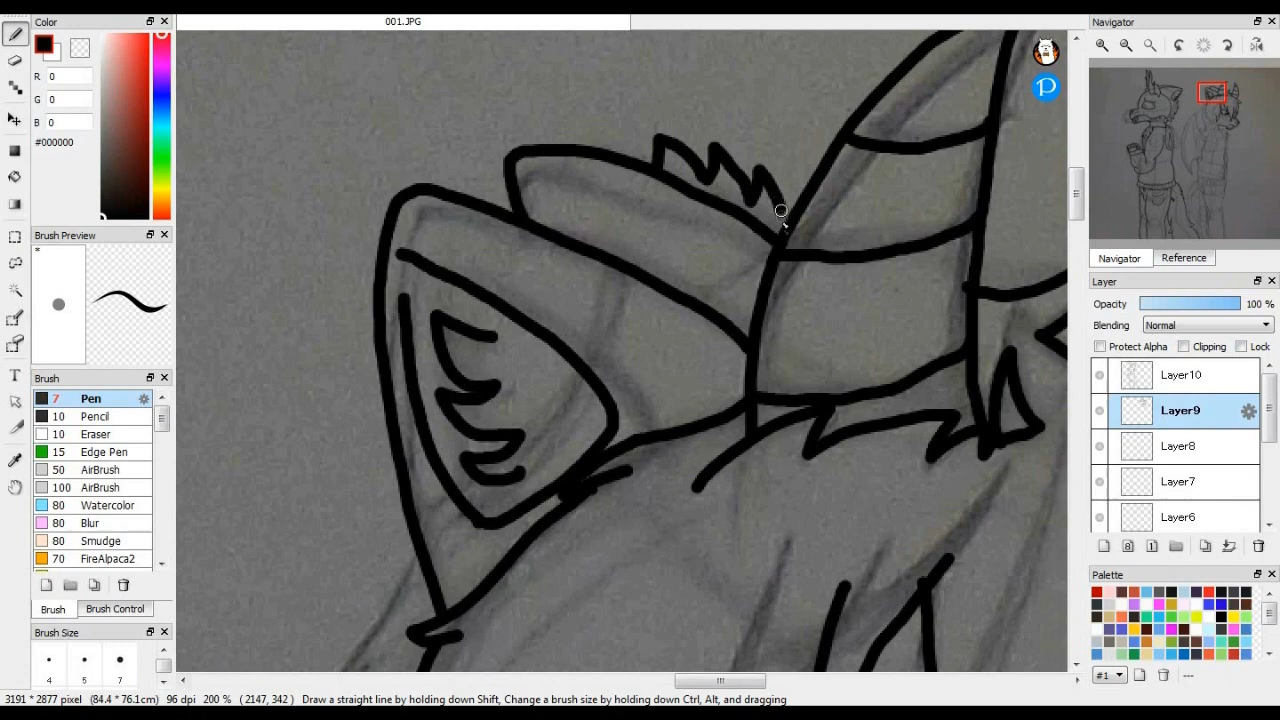 Color
001.JPG
Navigator
R 0
G 0
B 0
#000000
Brush Preview
*
Navigator Reference
Layer
Opacity 100 %
Blending Normal
Protect Alpha Clipping Lock
Layer10
Layer9
Layer8
Layer7
Layer6
Brush
7 Pen
10 Pencil
10 Eraser
15 Edge Pen
50 AirBrush
100 AirBrush
80 Watercolor
80 Blur
80 Smudge
70 FireAlpaca2
Brush Brush Control
Brush Size
4 5 7
Palette
#1 ---
3191 * 2877 pixel (84.4 * 76.1cm) 96 dpi 200 % ( 2147, 342 ) Draw a straight line by holding down Shift, Change a brush size by holding down Ctrl, Alt, and dragging